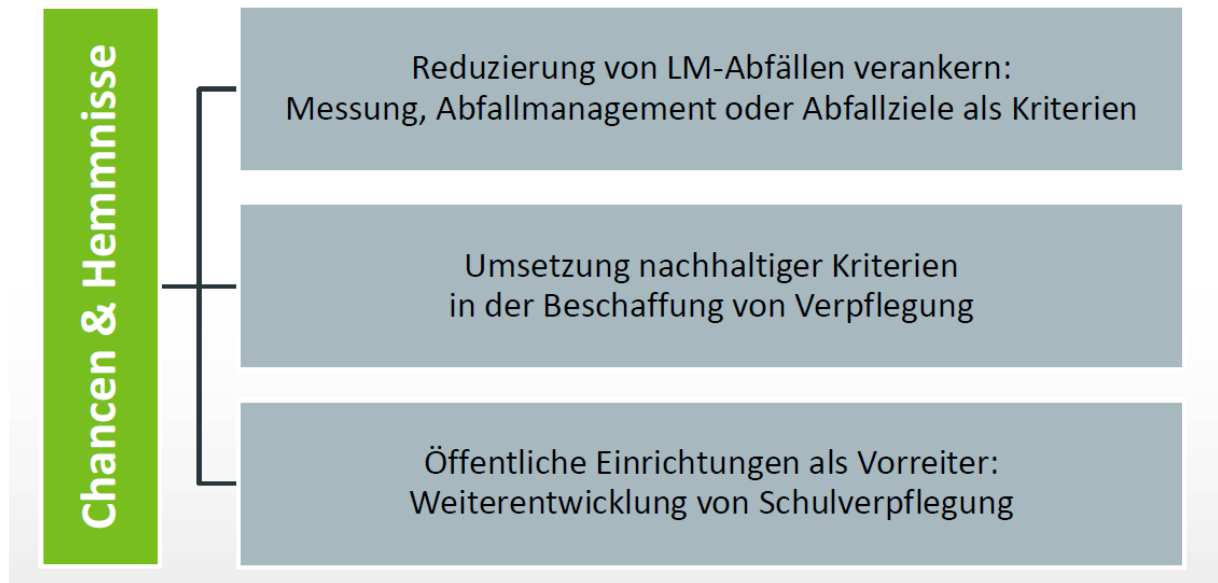 Chancen & Hemmnisse
Reduzierung von LM-Abfällen verankern:
Messung, Abfallmanagement oder Abfallziele als Kriterien
Umsetzung nachhaltiger Kriterien
in der Beschaffung von Verpflegung
Öffentliche Einrichtungen als Vorreiter:
Weiterentwicklung von Schulverpflegung